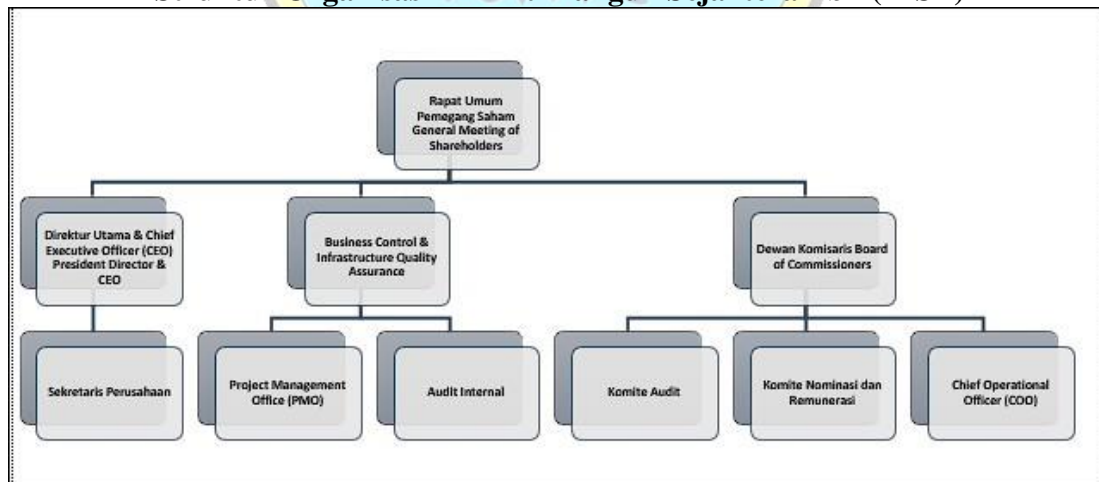 Rapat Umum
Pemegang Saham
General Meeting of
Shareholders
Direktur Utama & Chief
Executive Officer (CEO)
President Director &
CEO
Business Control &
Infrastructure Quality
Assurance
Dewan Komisaris Board
of Commissioners
Sekretaris Perusahaan
Project Management
Office (PMO)
Audit Internal
Komite Audit
Komite Nominasi dan
Remunerasi
Chief Operational
Officer (COO)